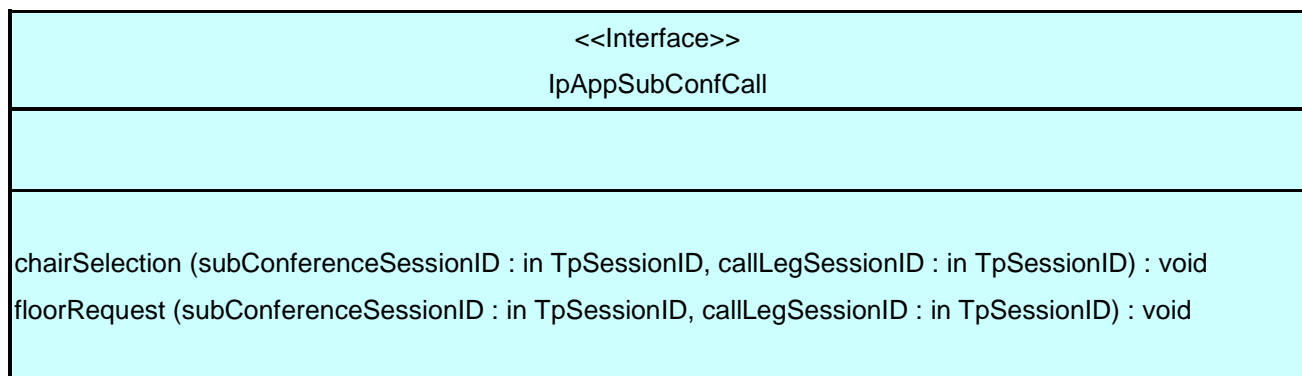 <<Interface>>
IpAppSubConfCall
chairSelection (subConferenceSessionID : in TpSessionID, callLegSessionID : in TpSessionID) : void
floorRequest (subConferenceSessionID : in TpSessionID, callLegSessionID : in TpSessionID) : void